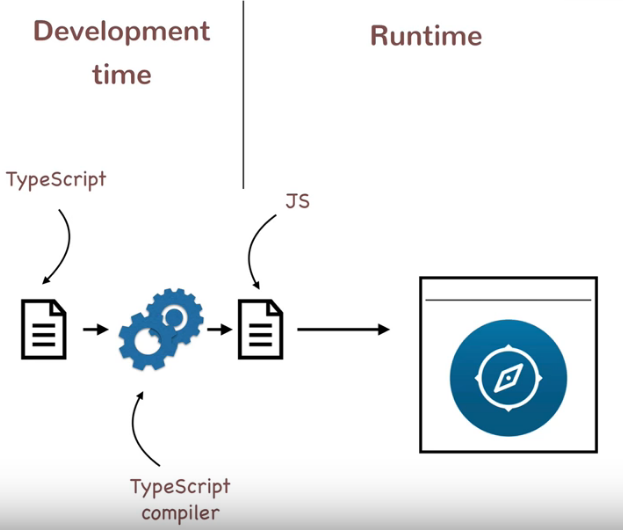 Development
time
Runtime
TypeScript
JS
TypeScript
compiler